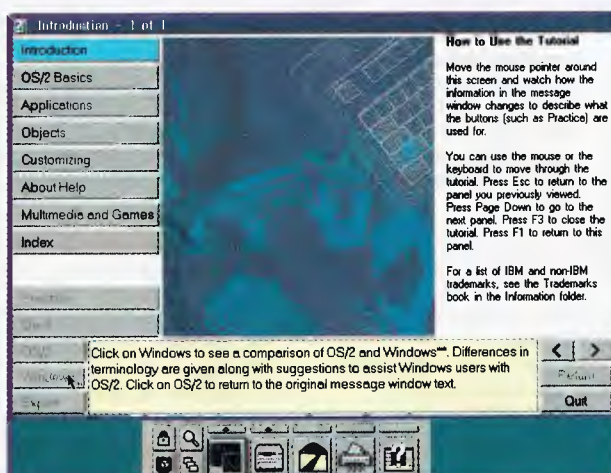 Introduction - 1 of 1
Introduction
OS/2 Basics
Applications
Objects
Customizing
About Help
Multimedia and Games
Index
How to Use the Tutorial
Move the mouse pointer around
this screen and watch how the
information in the message
window changes to describe what
the buttons (such as Practice) are
used for.
You can use the mouse or the
keyboard to move through the
tutorial. Press Esc to return to the
panel you previously viewed.
Press Page Down to go to the
next panel. Press F3 to close the
tutorial. Press F1 to return to this
panel.
For a list of IBM and non-IBM
trademarks, see the Trademarks
book in the Information folder.
OS/2
Windows
Click on Windows to see a comparison of OS/2 and Windows**. Differences in
terminology are given along with suggestions to assist Windows users with
OS/2. Click on OS/2 to return to the original message window text.
Return
Quit